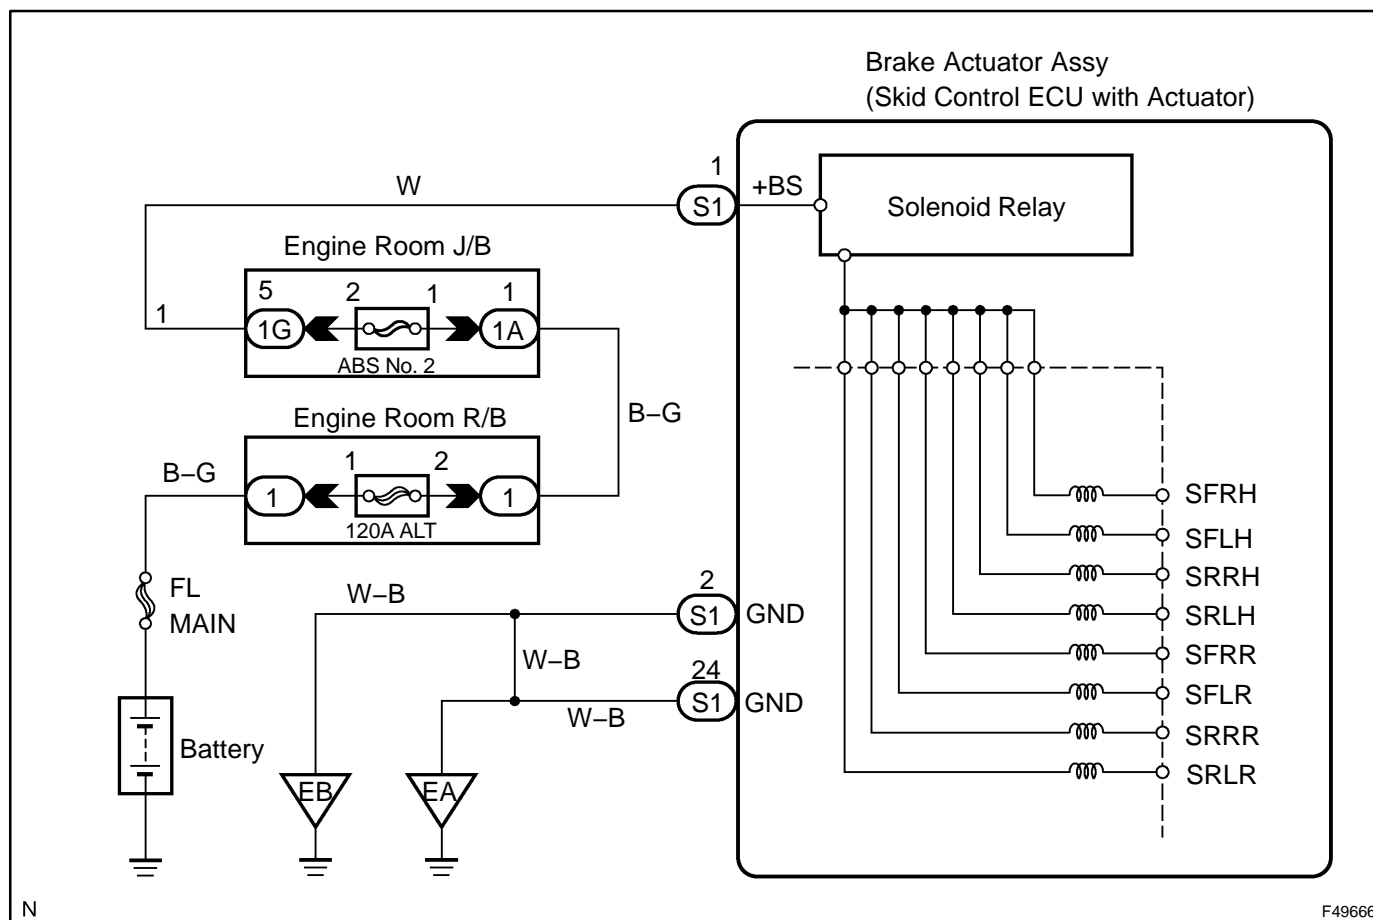 Brake Actuator Assy
(Skid Control ECU with Actuator)
1
W
S1
+BS
Solenoid Relay
Engine Room J/B
5
2
1
1
1
1G
1A
ABS No. 2
B–G
Engine Room R/B
B–G
1
2
1
1
120A ALT
FL
MAIN
W–B
2
S1
GND
W–B
24
S1
GND
W–B
Battery
EB
EA
SFRH
SFLH
SRRH
SRLH
SFRR
SFLR
SRRR
SRLR
N
F49666